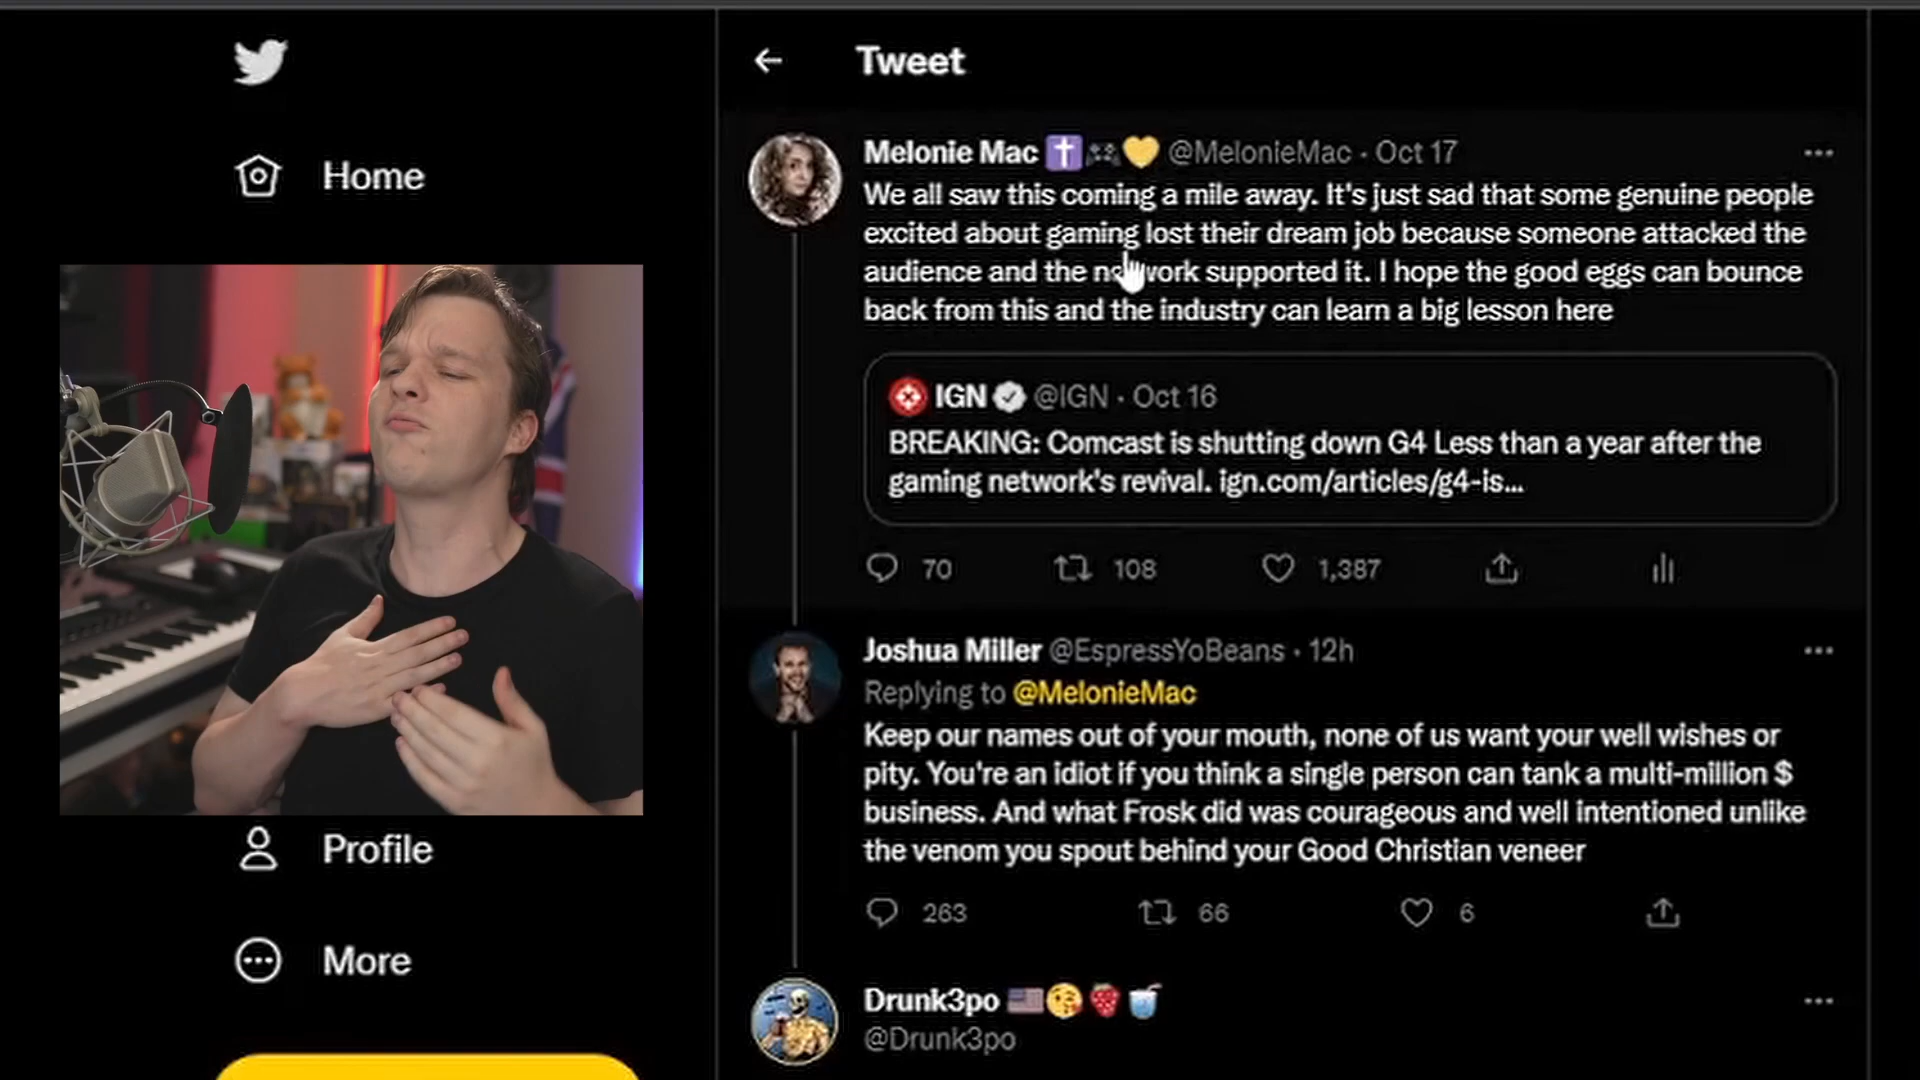 Tweet
Home
Profile
More
Melonie Mac ✝️🎮💛 @MelonieMac · Oct 17
We all saw this coming a mile away. It's just sad that some genuine people
excited about gaming lost their dream job because someone attacked the
audience and the network supported it. I hope the good eggs can bounce
back from this and the industry can learn a big lesson here
IGN @IGN · Oct 16
BREAKING: Comcast is shutting down G4 Less than a year after the
gaming network's revival. ign.com/articles/g4-is...
70 108 1,387
Joshua Miller @EspressYoBeans · 12h
Replying to @MelonieMac
Keep our names out of your mouth, none of us want your well wishes or
pity. You're an idiot if you think a single person can tank a multi-million $
business. And what Frosk did was courageous and well intentioned unlike
the venom you spout behind your Good Christian veneer
263 66 6
Drunk3po 🇺🇸😘🍓🥤
@Drunk3po